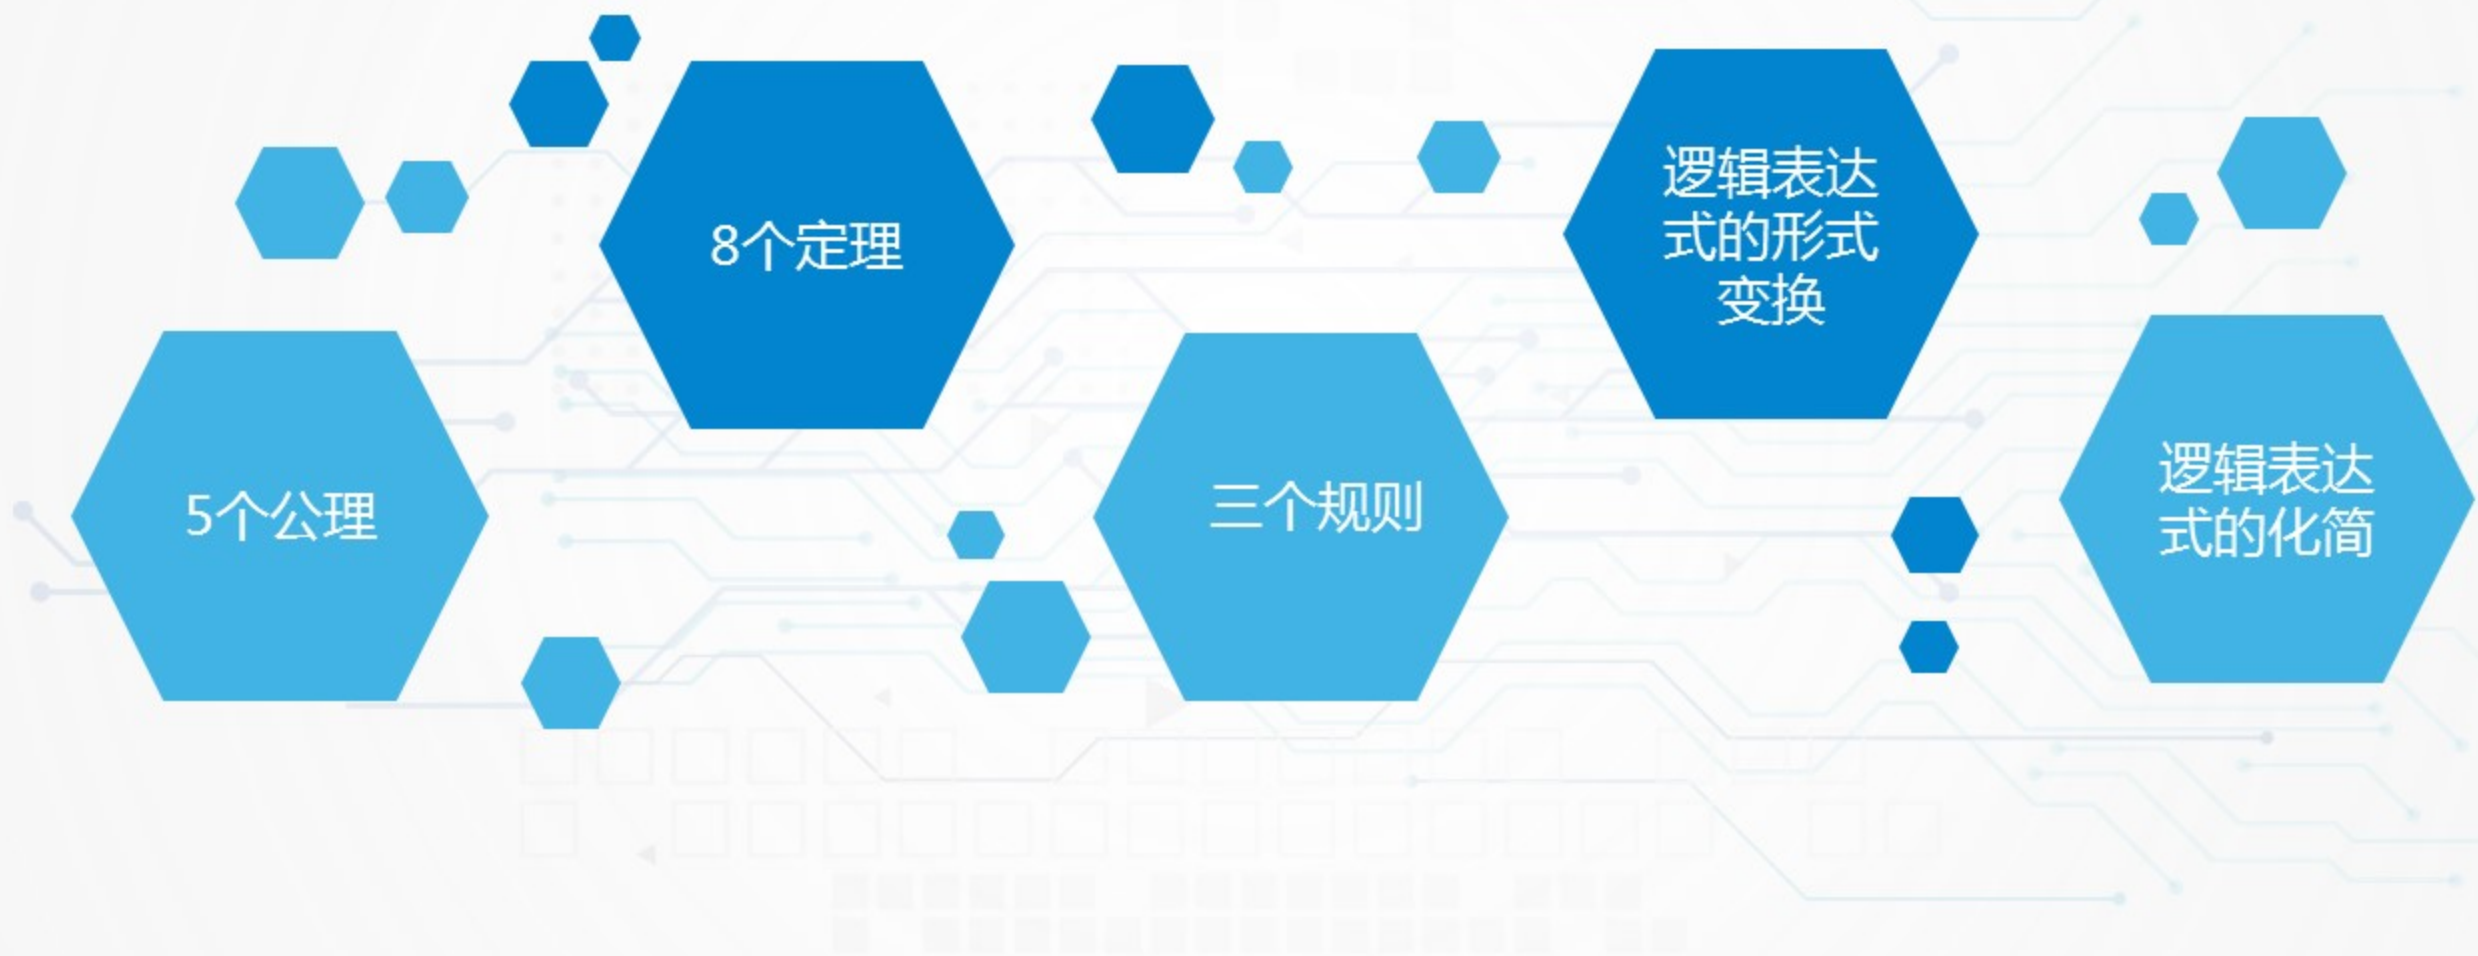 5个公理
8个定理
三个规则
逻辑表达
式的形式
变换
逻辑表达
式的化简